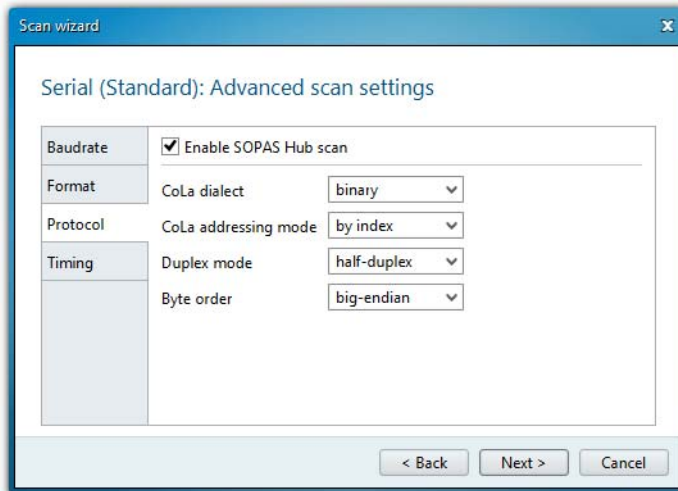 Scan wizard
x
Serial (Standard): Advanced scan settings
Baudrate
Format
Protocol
Timing
Enable SOPAS Hub scan
CoLa dialect binary
CoLa addressing mode by index
Duplex mode half-duplex
Byte order big-endian
< Back Next > Cancel